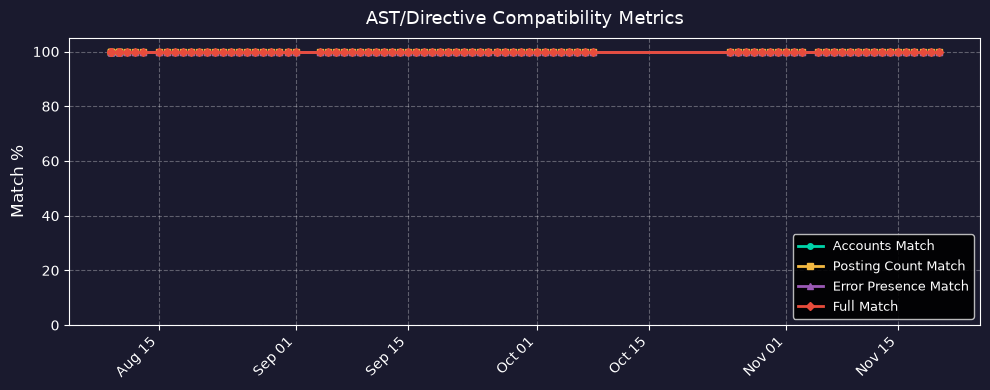 AST/Directive Compatibility Metrics
Match %
100
80
60
40
20
0
Aug 15
Sep 01
Sep 15
Oct 01
Oct 15
Nov 01
Nov 15
Accounts Match
Posting Count Match
Error Presence Match
Full Match